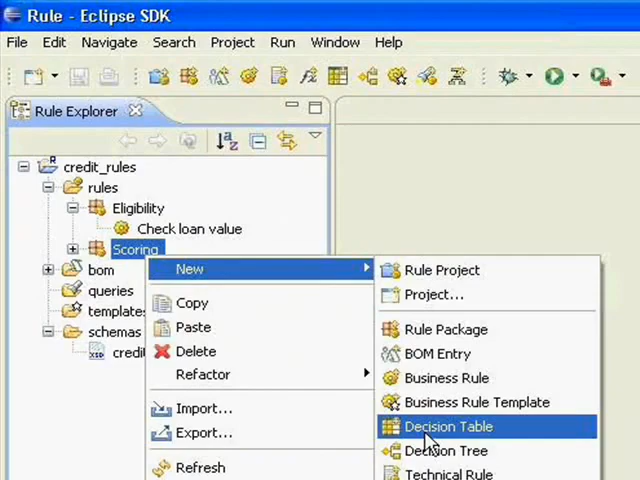 Rule - Eclipse SDK
File Edit Navigate Search Project Run Window Help
Rule Explorer
credit_rules
rules
Eligibility
Check loan value
Scoring
bom
queries
templates
schemas
credi
New
Copy
Paste
Delete
Refactor
Import...
Export...
Refresh
Rule Project
Project...
Rule Package
BOM Entry
Business Rule
Business Rule Template
Decision Table
Decision Tree
Technical Rule